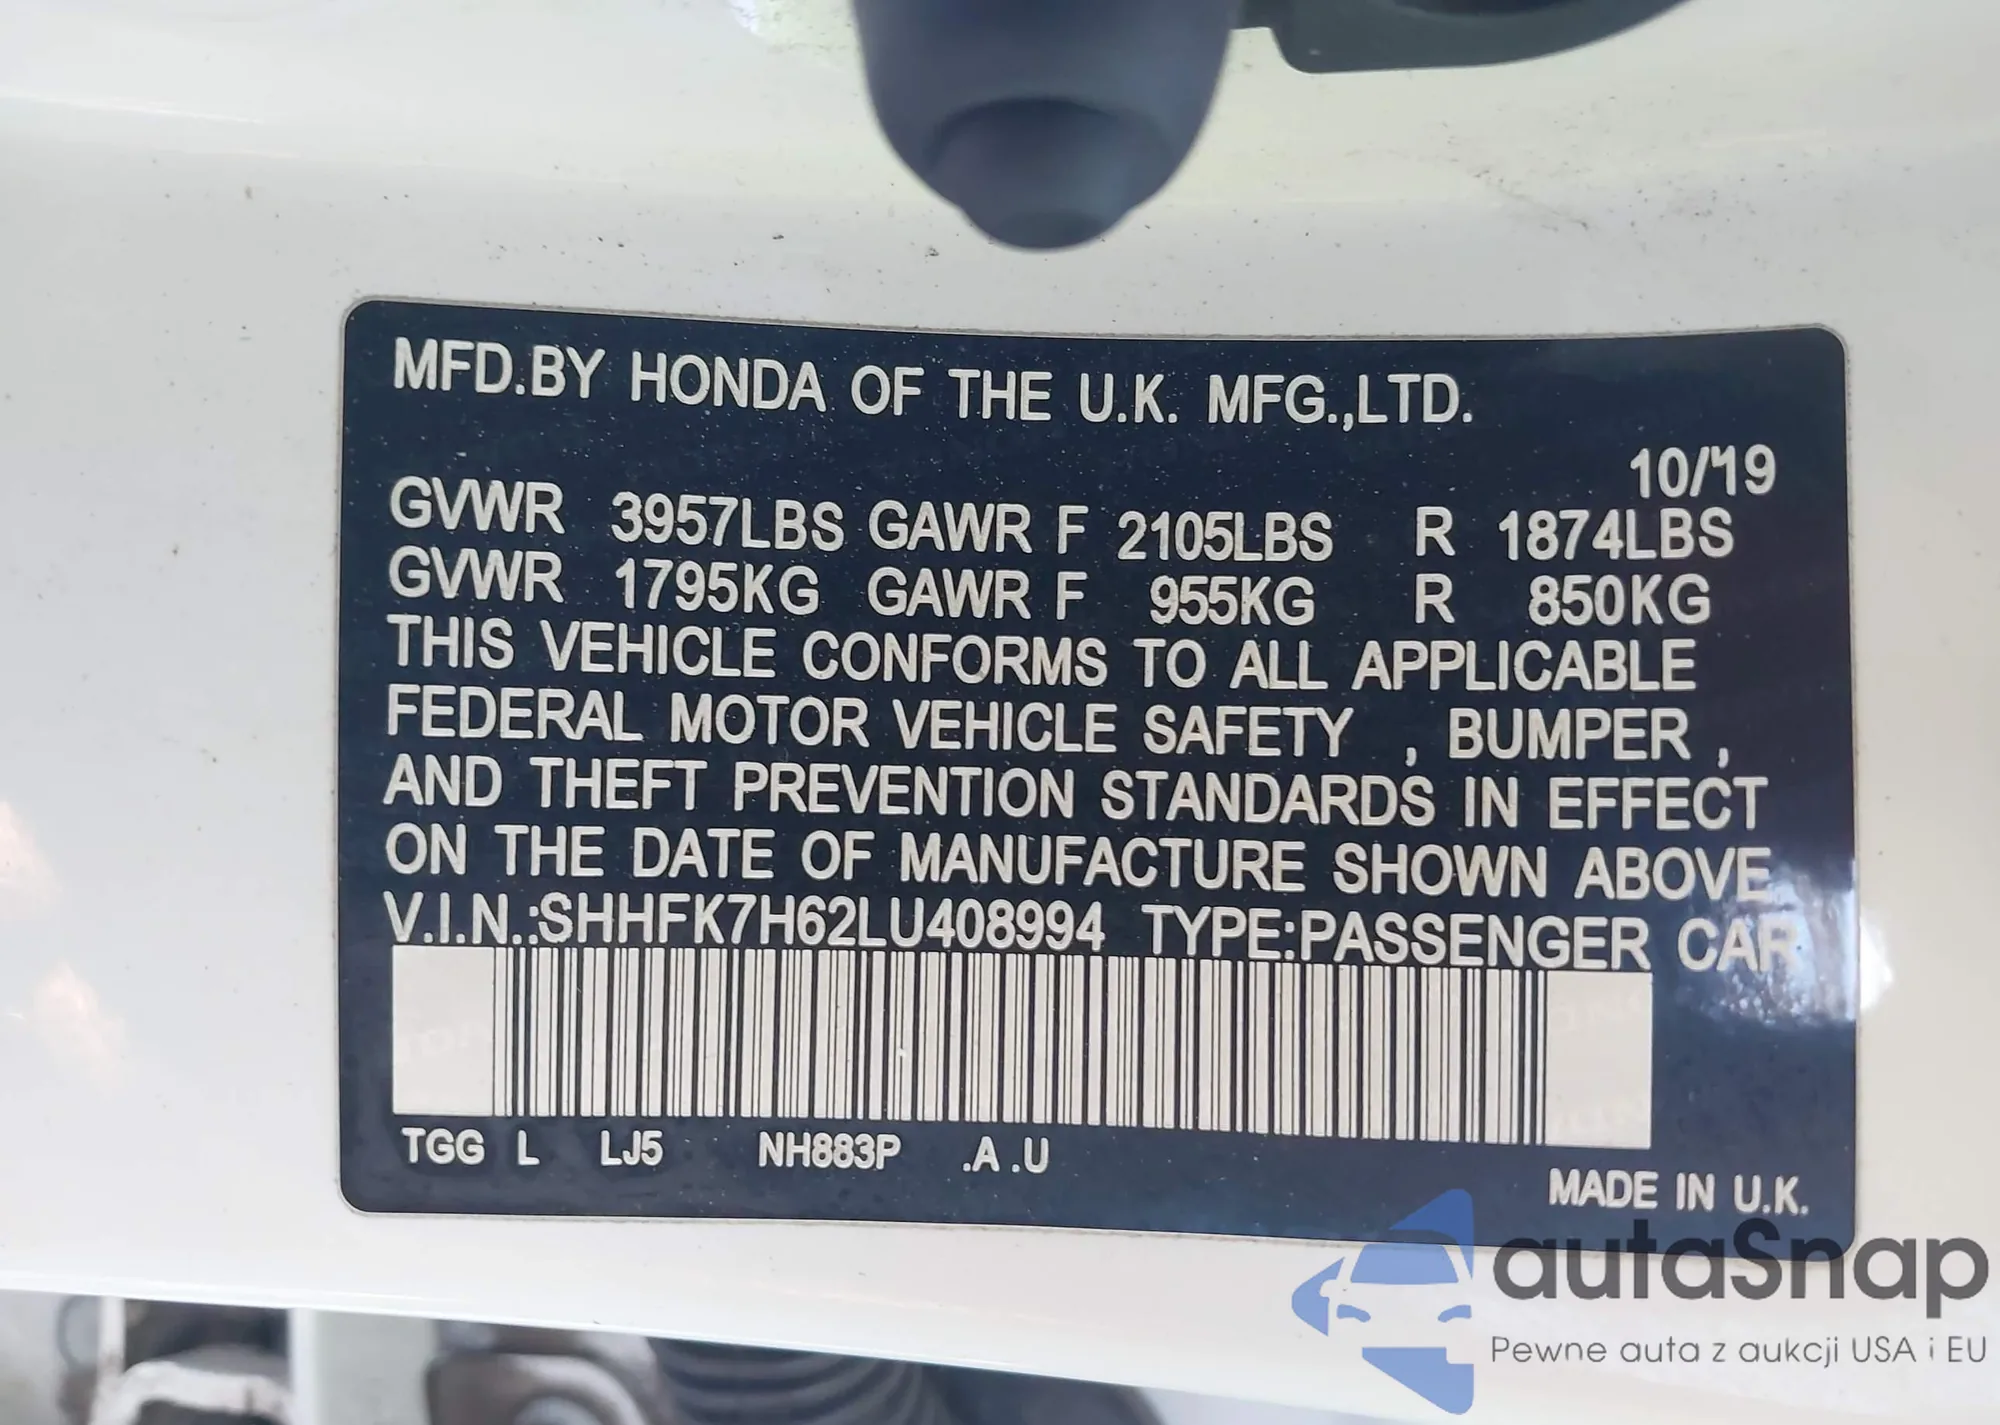 MFD.BY HONDA OF THE U.K. MFG.,LTD.
10/'19
GVWR 3957LBS GAWR F 2105LBS R 1874LBS
GVWR 1795KG GAWR F 955KG R 850KG
THIS VEHICLE CONFORMS TO ALL APPLICABLE
FEDERAL MOTOR VEHICLE SAFETY , BUMPER ,
AND THEFT PREVENTION STANDARDS IN EFFECT
ON THE DATE OF MANUFACTURE SHOWN ABOVE
V.I.N.:SHHFK7H62LU408994 TYPE:PASSENGER CAR
TGG L LJ5 NH883P .A .U
MADE IN U.K.
autaSnap
Pewne auta z aukcji USA i EU